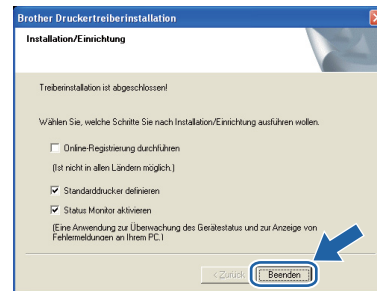 Brother Druckertreiberinstallation
Installation/Einrichtung
Treiberinstallation ist abgeschlossen!
Wählen Sie, welche Schritte Sie nach Installation/Einrichtung ausführen wollen.
Online-Registrierung durchführen
(Ist nicht in allen Ländern möglich.)
Standarddrucker definieren
Status Monitor aktivieren
(Eine Anwendung zur Überwachung des Gerätestatus und zur Anzeige von
Fehlermeldungen an Ihrem PC.)
< Zurück
Beenden